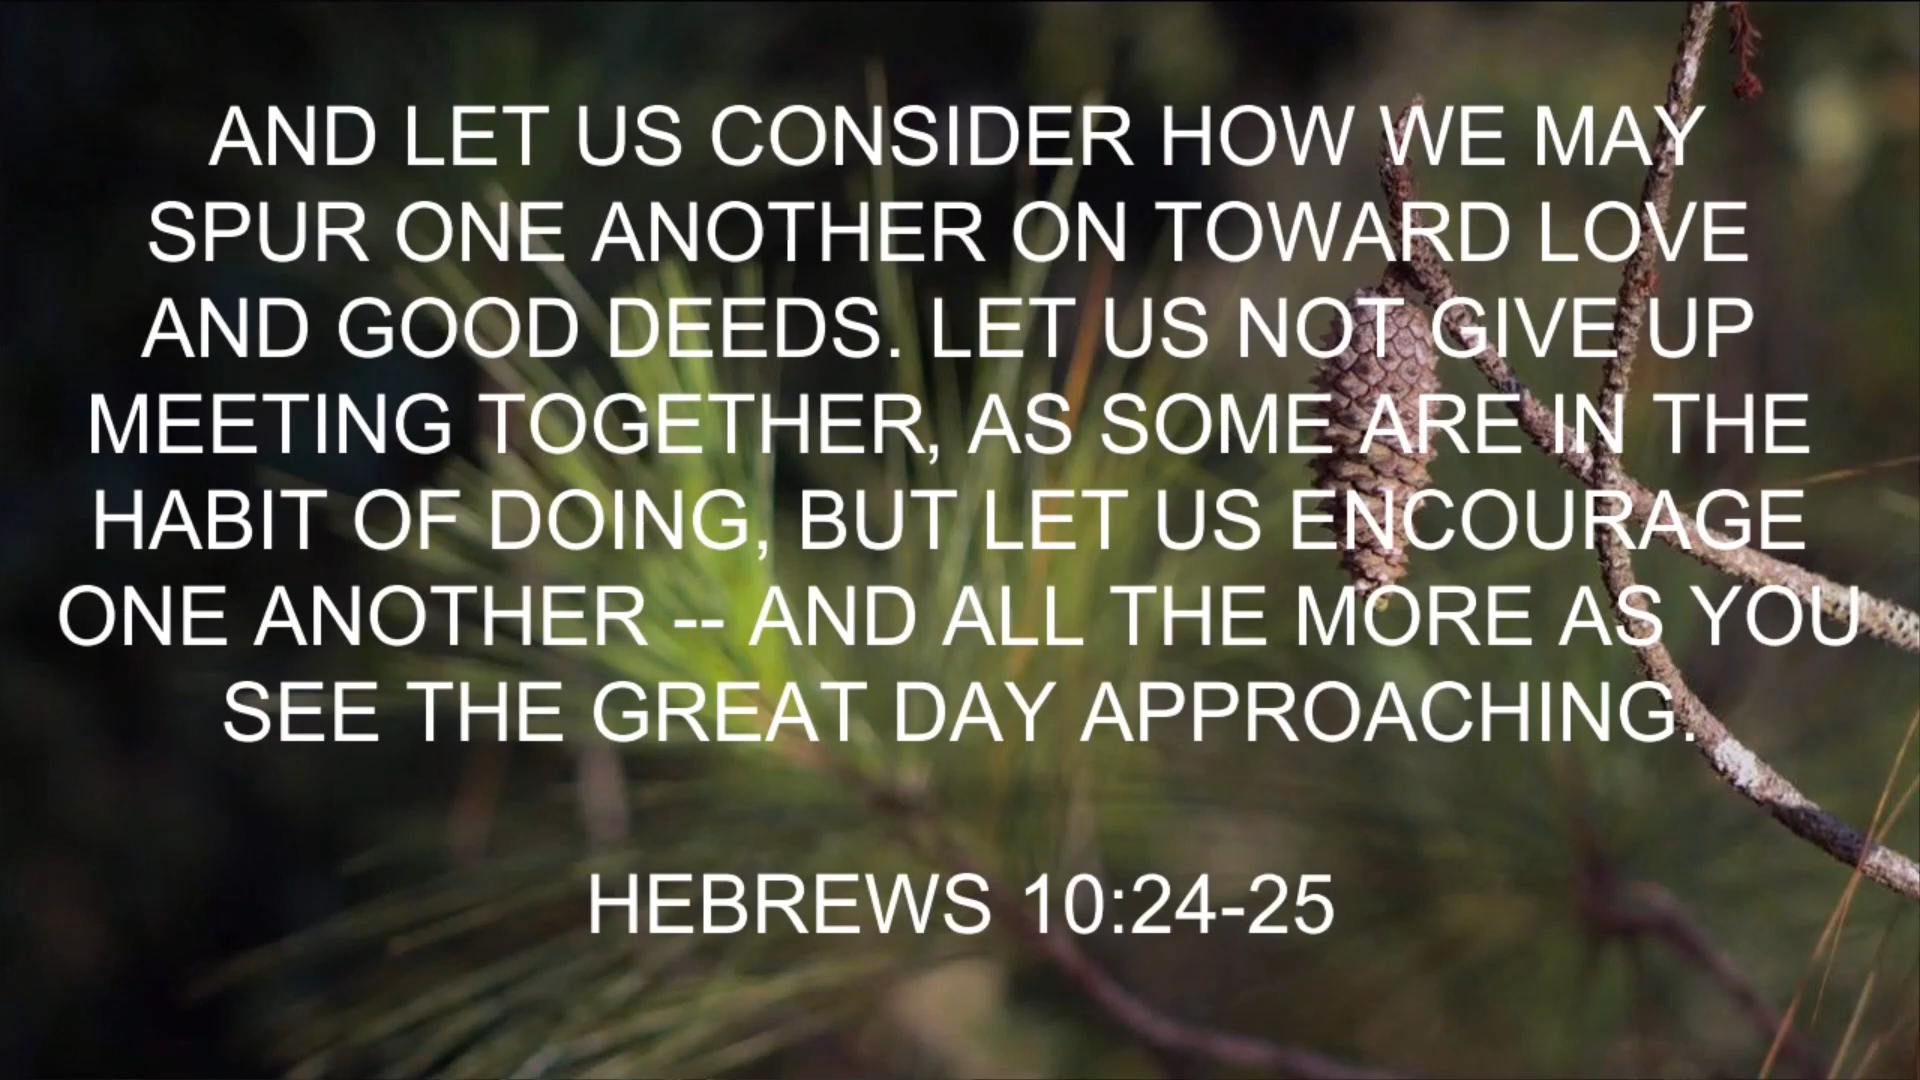 AND LET US CONSIDER HOW WE MAY
SPUR ONE ANOTHER ON TOWARD LOVE
AND GOOD DEEDS. LET US NOT GIVE UP
MEETING TOGETHER, AS SOME ARE IN THE
HABIT OF DOING, BUT LET US ENCOURAGE
ONE ANOTHER -- AND ALL THE MORE AS YOU
SEE THE GREAT DAY APPROACHING.
HEBREWS 10:24-25